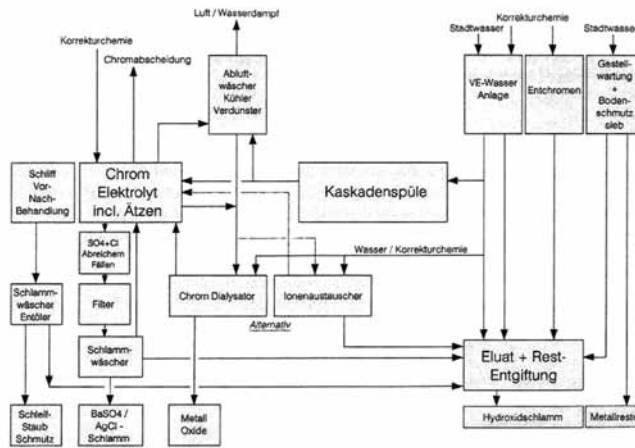 Luft / Wasserdampf
Korrekturchemie
Stadtwasser
Stadtwasser
Korrekturchemie
Chromabscheidung
Abluft-
wäscher
Kühler
Verdunster
VE-Wasser
Anlage
Entchromen
Gestell-
wartung
+
Boden-
schmutz
sieb
Schliff
Vor-
Nach-
Behandlung
Chrom
Elektrolyt
incl. Ätzen
Kaskadenspüle
SO4+Cl
Abreichern
Fällen
Wasser / Korrekturchemie
Schlamm-
wäscher
Entöler
Filter
Chrom Dialysator
Ionenaustauscher
Alternativ
Schlamm-
wäscher
Eluat + Rest-
Entgiftung
Schleif-
Staub
Schmutz
BaSO4 /
AgCl -
Schlamm
Metall
Oxide
Hydroxidschlamm
Metallreste